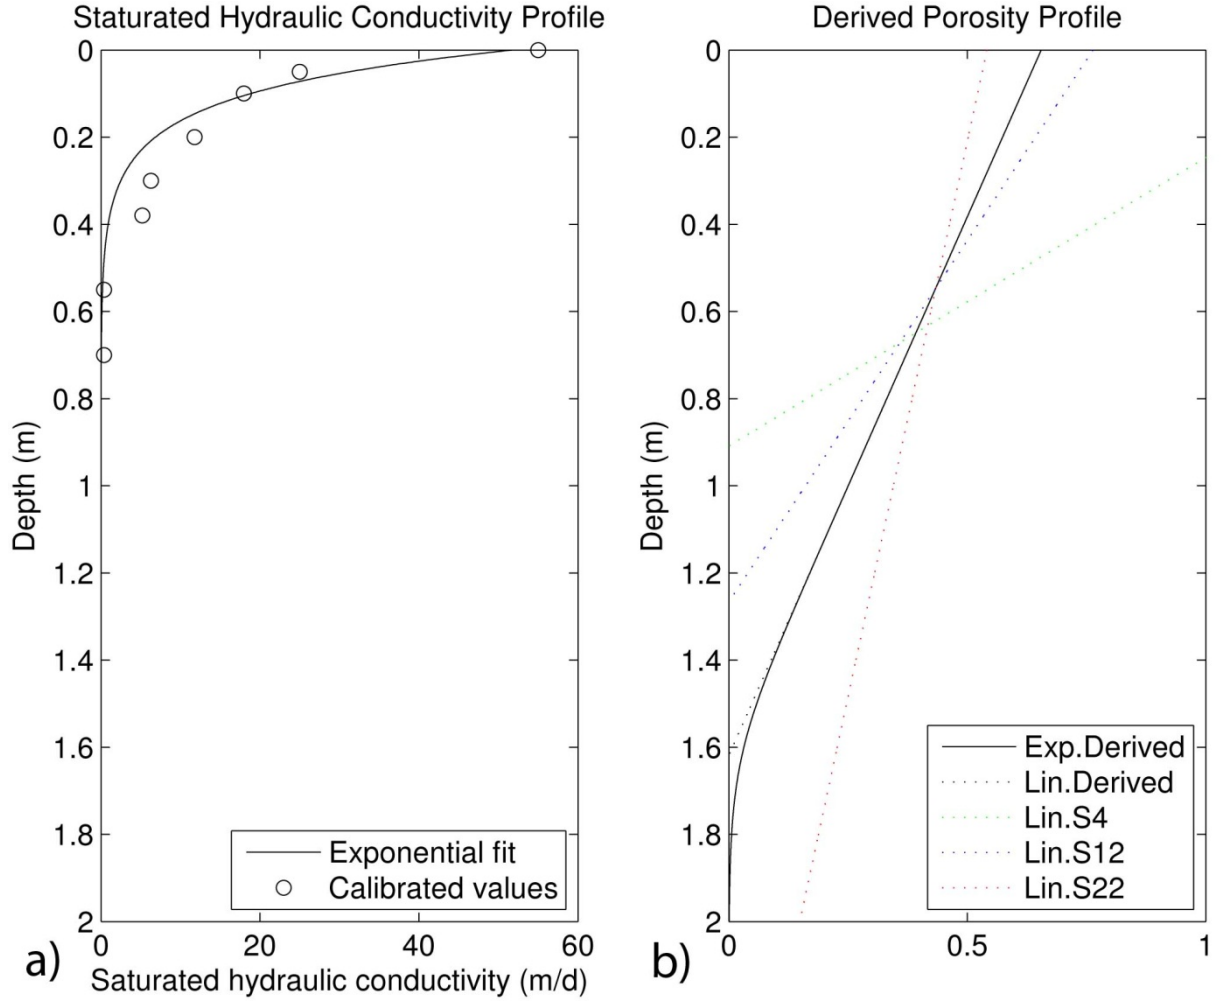 Staturated Hydraulic Conductivity Profile
0
0.2
0.4
0.6
0.8
1
1.2
1.4
1.6
1.8
2
Depth (m)
0 20 40 60
Saturated hydraulic conductivity (m/d)
Exponential fit
Calibrated values
a)
Derived Porosity Profile
0
0.2
0.4
0.6
0.8
1
1.2
1.4
1.6
1.8
2
Depth (m)
0 0.5 1
Exp.Derived
Lin.Derived
Lin.S4
Lin.S12
Lin.S22
b)